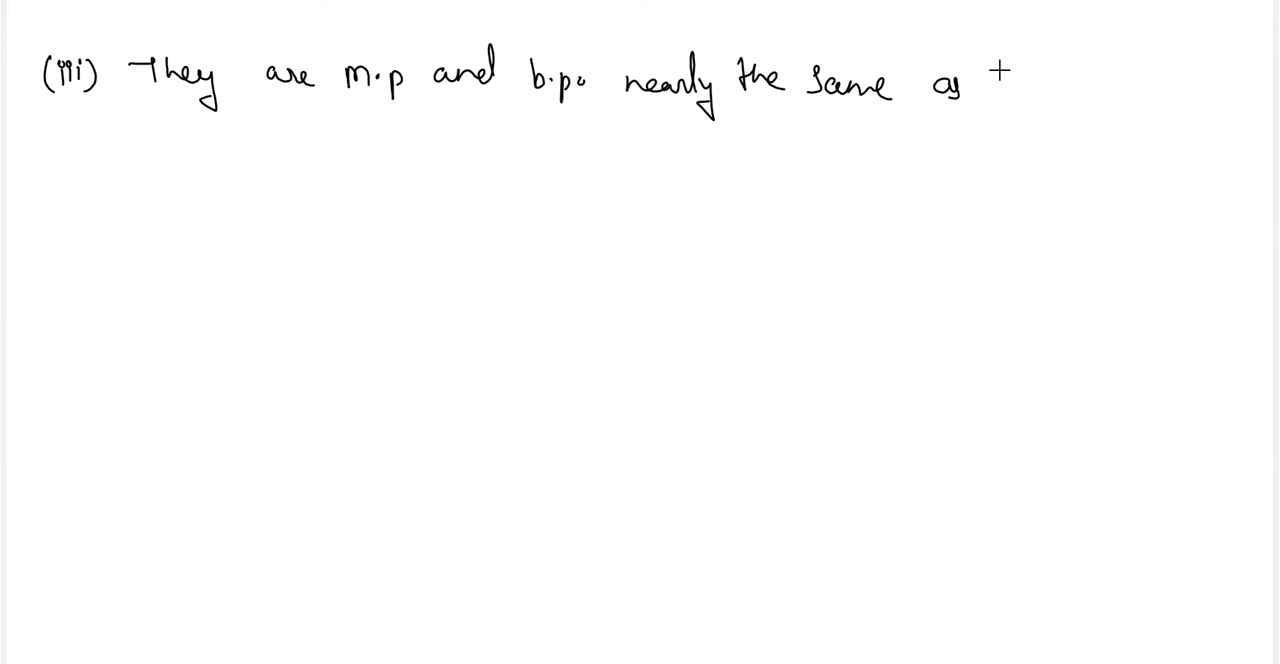 (iii) They are m.p and b.p. nearly the same as t